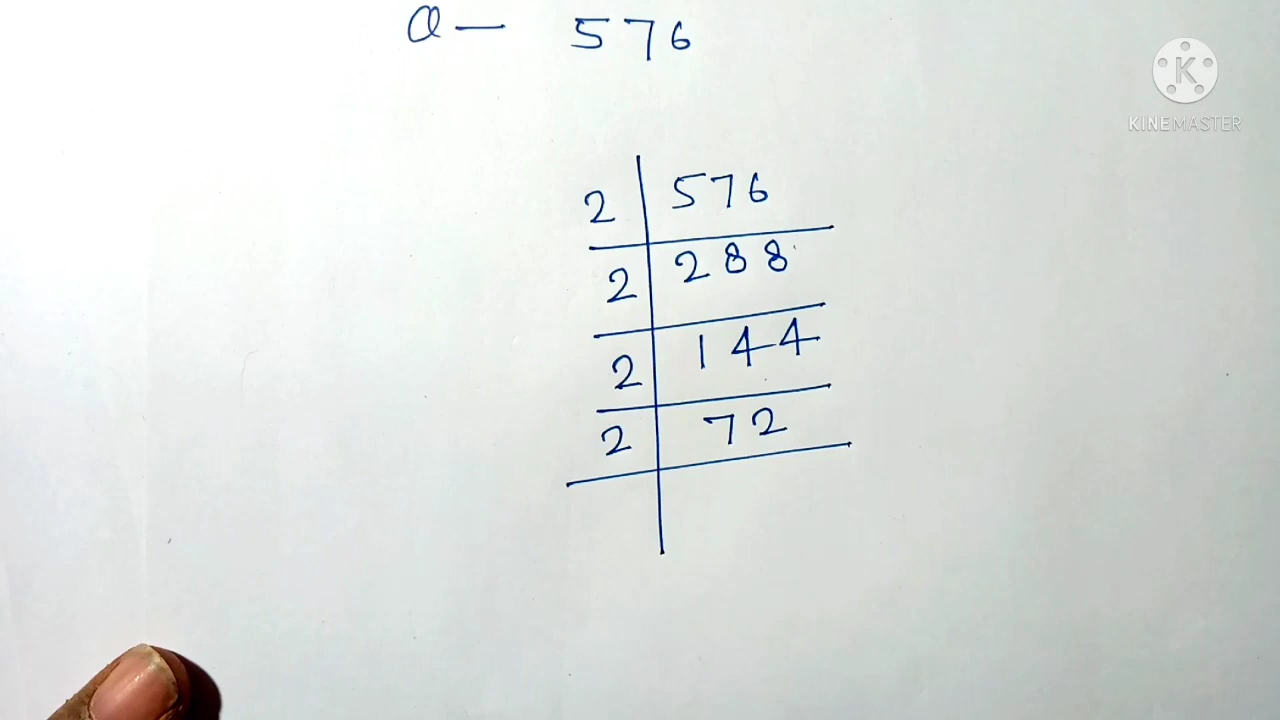 Q— 576
K
KINEMASTER
2 | 576
2 | 288
2 | 144
2 | 72